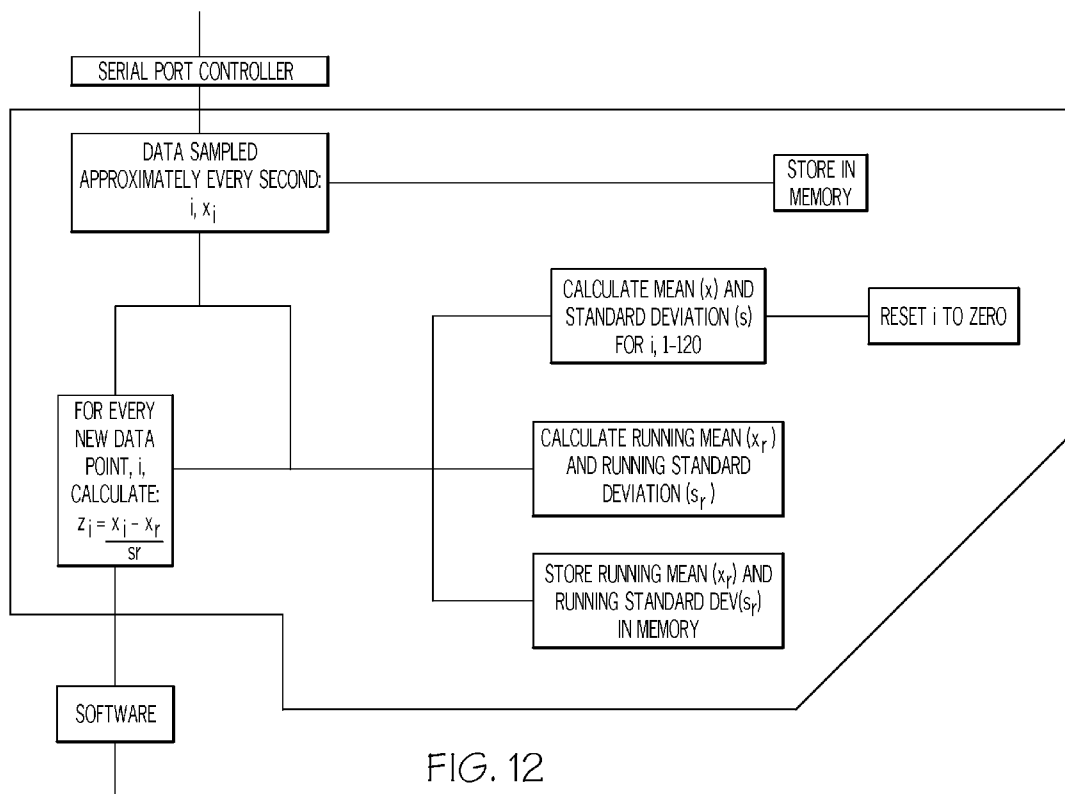 SERIAL PORT CONTROLLER
DATA SAMPLED
APPROXIMATELY EVERY SECOND:
i, xi
STORE IN
MEMORY
CALCULATE MEAN (x) AND
STANDARD DEVIATION (s)
FOR i, 1-120
RESET i TO ZERO
FOR EVERY
NEW DATA
POINT, i,
CALCULATE:
zi = xi - xr
sr
CALCULATE RUNNING MEAN (xr)
AND RUNNING STANDARD
DEVIATION (sr)
STORE RUNNING MEAN (xr) AND
RUNNING STANDARD DEV(sr)
IN MEMORY
SOFTWARE
FIG. 12